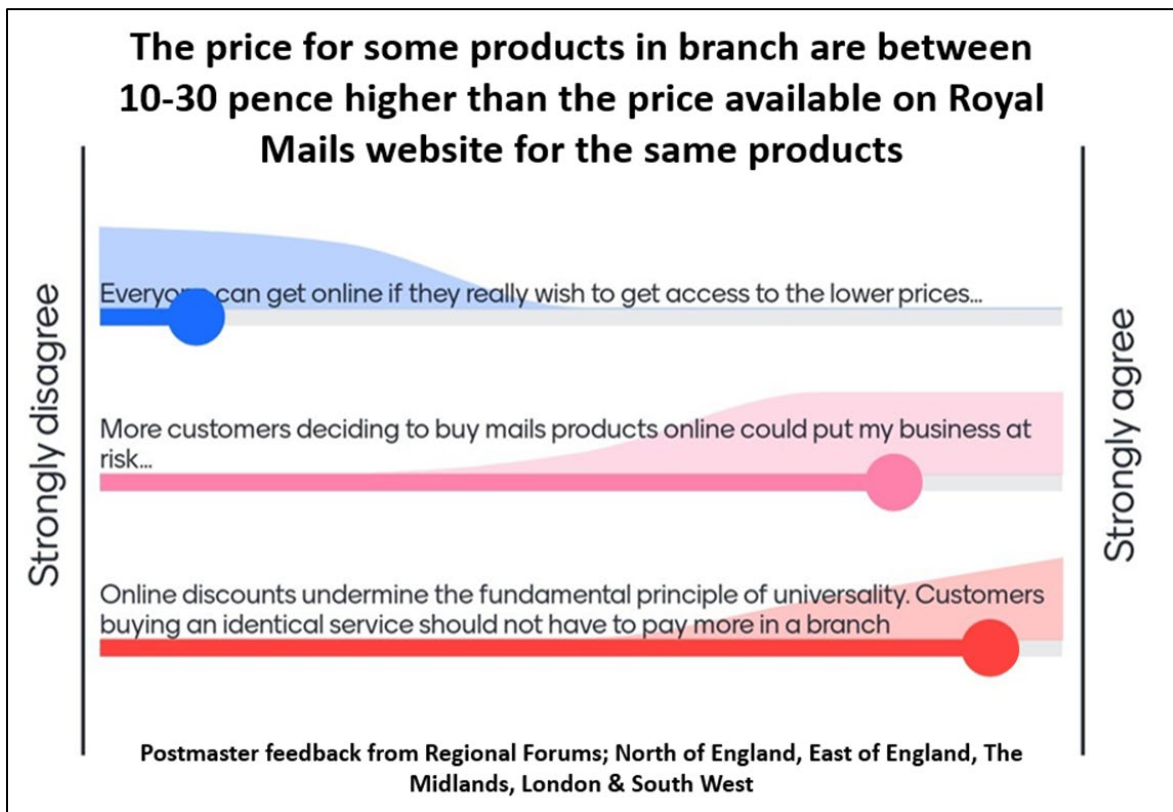 The price for some products in branch are between
10-30 pence higher than the price available on Royal
Mails website for the same products
Strongly disagree
Everyone can get online if they really wish to get access to the lower prices...
More customers deciding to buy mails products online could put my business at
risk...
Online discounts undermine the fundamental principle of universality. Customers
buying an identical service should not have to pay more in a branch
Strongly agree
Postmaster feedback from Regional Forums; North of England, East of England, The
Midlands, London & South West